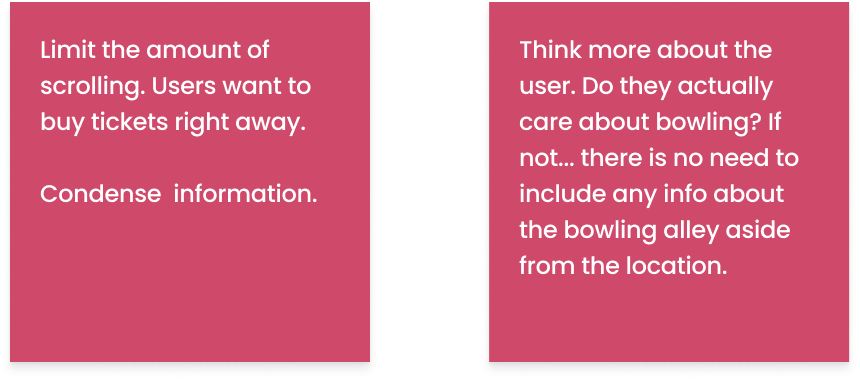 Limit the amount of
scrolling. Users want to
buy tickets right away.
Condense  information.
Think more about the
user. Do they actually
care about bowling? If
not... there is no need to
include any info about
the bowling alley aside
from the location.